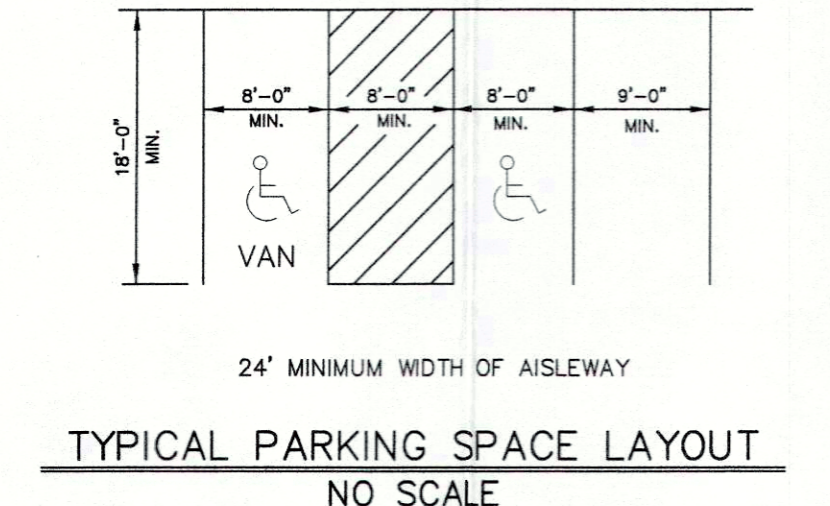 8'-0" 8'-0" 8'-0" 9'-0"
MIN. MIN. MIN. MIN.
18'-0"
MIN.
VAN
24' MINIMUM WIDTH OF AISLEWAY
TYPICAL PARKING SPACE LAYOUT
NO SCALE